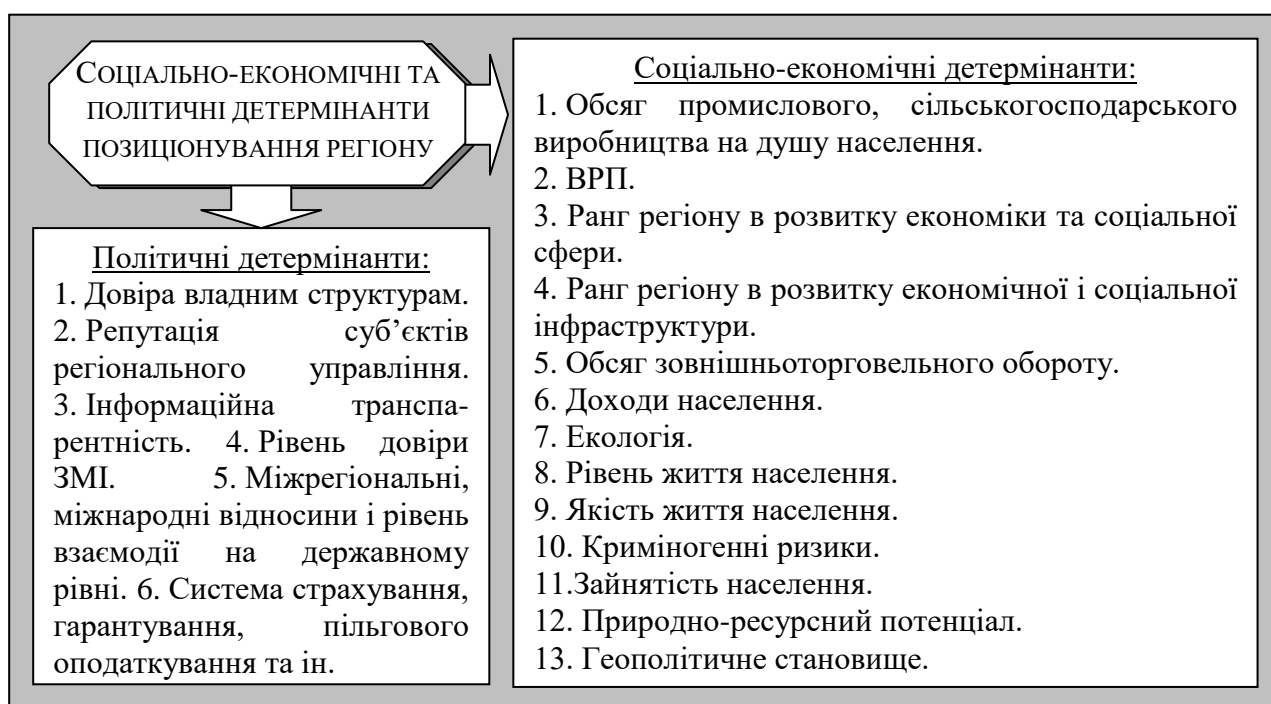 СОЦІАЛЬНО-ЕКОНОМІЧНІ ТА
ПОЛІТИЧНІ ДЕТЕРМІНАНТИ
ПОЗИЦІОНУВАННЯ РЕГІОНУ
Політичні детермінанти:
1. Довіра владним структурам.
2. Репутація суб’єктів
регіонального управління.
3. Інформаційна транспа-
рентність. 4. Рівень довіри
ЗМІ. 5. Міжрегіональні,
міжнародні відносини і рівень
взаємодії на державному
рівні. 6. Система страхування,
гарантування, пільгового
оподаткування та ін.
Соціально-економічні детермінанти:
1. Обсяг промислового, сільськогосподарського
виробництва на душу населення.
2. ВРП.
3. Ранг регіону в розвитку економіки та соціальної
сфери.
4. Ранг регіону в розвитку економічної і соціальної
інфраструктури.
5. Обсяг зовнішньоторговельного обороту.
6. Доходи населення.
7. Екологія.
8. Рівень життя населення.
9. Якість життя населення.
10. Криміногенні ризики.
11.Зайнятість населення.
12. Природно-ресурсний потенціал.
13. Геополітичне становище.